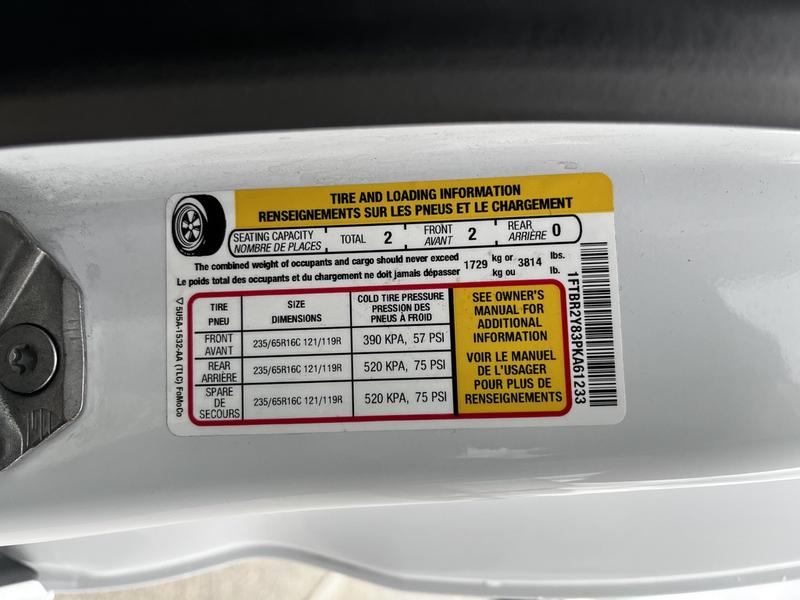 TIRE AND LOADING INFORMATION
RENSEIGNEMENTS SUR LES PNEUS ET LE CHARGEMENT
SEATING CAPACITY
NOMBRE DE PLACES
TOTAL 2
FRONT
AVANT
2
REAR
ARRIÈRE
0
The combined weight of occupants and cargo should never exceed
Le poids total des occupants et du chargement ne doit jamais dépasser
1729
kg or
kg ou
3814
lbs.
lb.
TIRE
PNEU
SIZE
DIMENSIONS
COLD TIRE PRESSURE
PRESSION DES
PNEUS À FROID
FRONT
AVANT
235/65R16C 121/119R
390 KPA, 57 PSI
REAR
ARRIÈRE
235/65R16C 121/119R
520 KPA, 75 PSI
SPARE
DE
SECOURS
235/65R16C 121/119R
520 KPA, 75 PSI
SEE OWNER'S
MANUAL FOR
ADDITIONAL
INFORMATION
VOIR LE MANUEL
DE L'USAGER
POUR PLUS DE
RENSEIGNEMENTS
5U5A-1532-AA (TLC) FoMoCo
1FTBR2Y83PKA61233